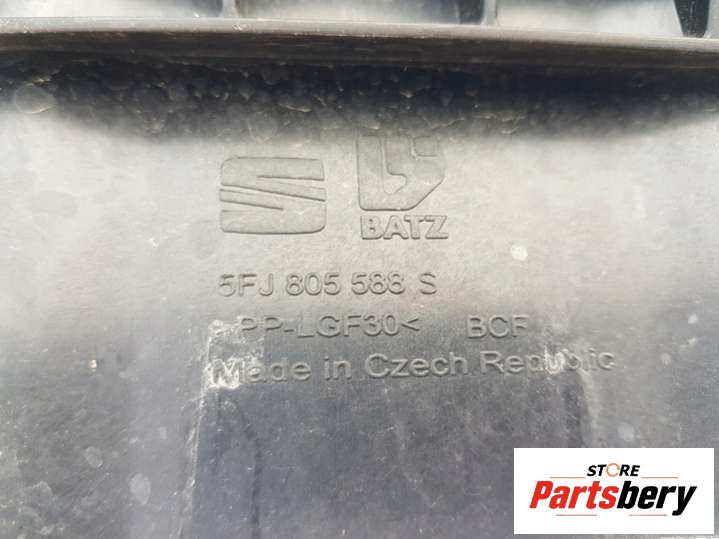 S
BATZ
5FJ 805 588 S
PP-LGF30< BCF
Made in Czech Republic
STORE
Partsbery